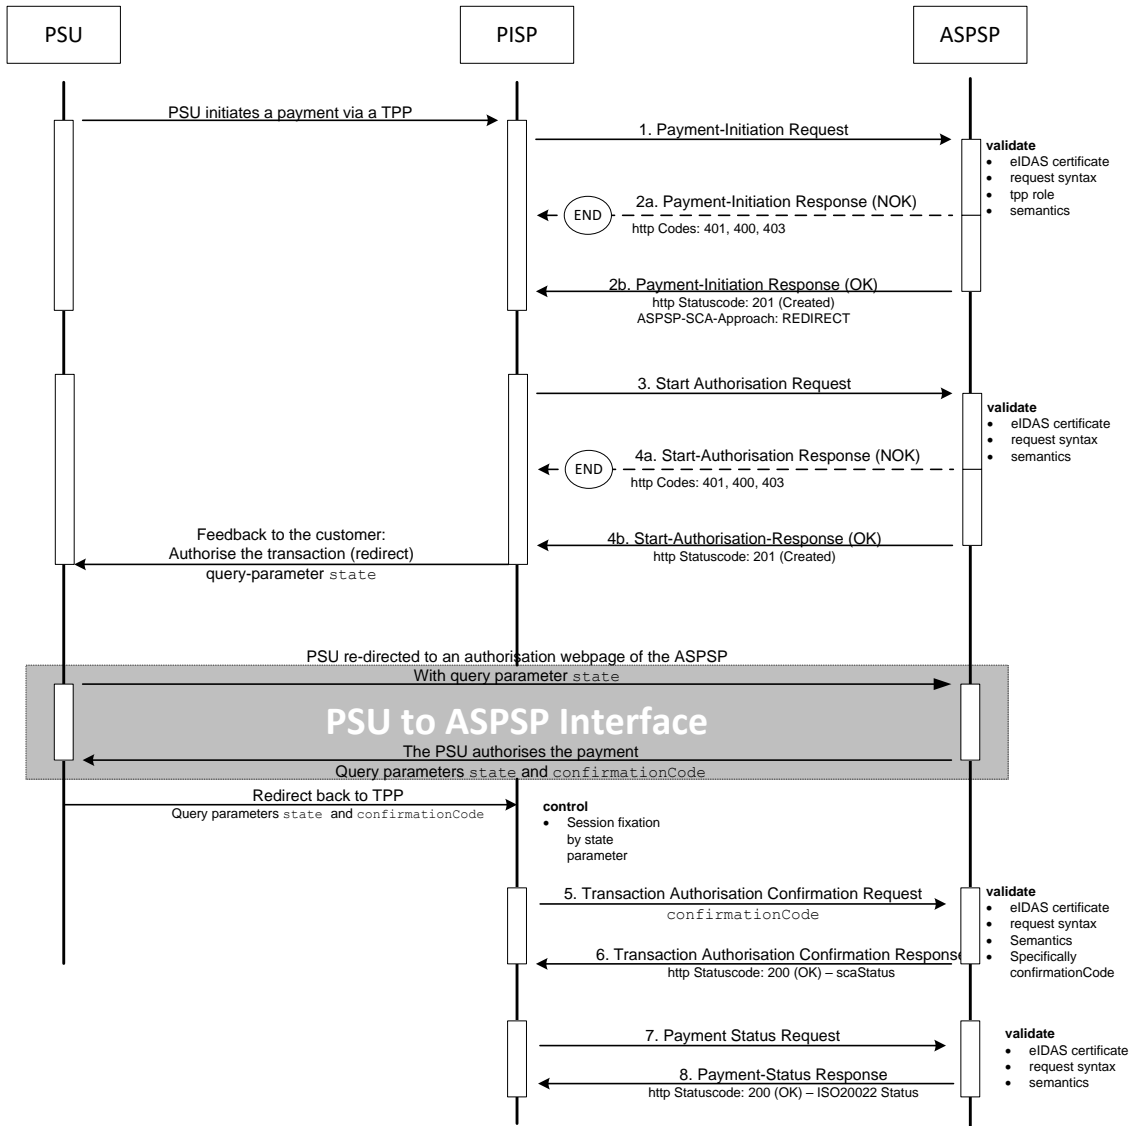 PSU
PISP
ASPSP
PSU initiates a payment via a TPP
1. Payment-Initiation Request
validate
• eIDAS certificate
• request syntax
• tpp role
• semantics
2a. Payment-Initiation Response (NOK)
END
http Codes: 401, 400, 403
2b. Payment-Initiation Response (OK)
http Statuscode: 201 (Created)
ASPSP-SCA-Approach: REDIRECT
3. Start Authorisation Request
validate
• eIDAS certificate
• request syntax
• semantics
4a. Start-Authorisation Response (NOK)
END
http Codes: 401, 400, 403
4b. Start-Authorisation-Response (OK)
http Statuscode: 201 (Created)
Feedback to the customer:
Authorise the transaction (redirect)
query-parameter state
PSU re-directed to an authorisation webpage of the ASPSP
With query parameter state
PSU to ASPSP Interface
The PSU authorises the payment
Query parameters state and confirmationCode
Redirect back to TPP
Query parameters state and confirmationCode
control
• Session fixation
by state
parameter
5. Transaction Authorisation Confirmation Request
confirmationCode
validate
• eIDAS certificate
• request syntax
• Semantics
• Specifically
confirmationCode
6. Transaction Authorisation Confirmation Response
http Statuscode: 200 (OK) – scaStatus
7. Payment Status Request
validate
• eIDAS certificate
• request syntax
• semantics
8. Payment-Status Response
http Statuscode: 200 (OK) – ISO20022 Status